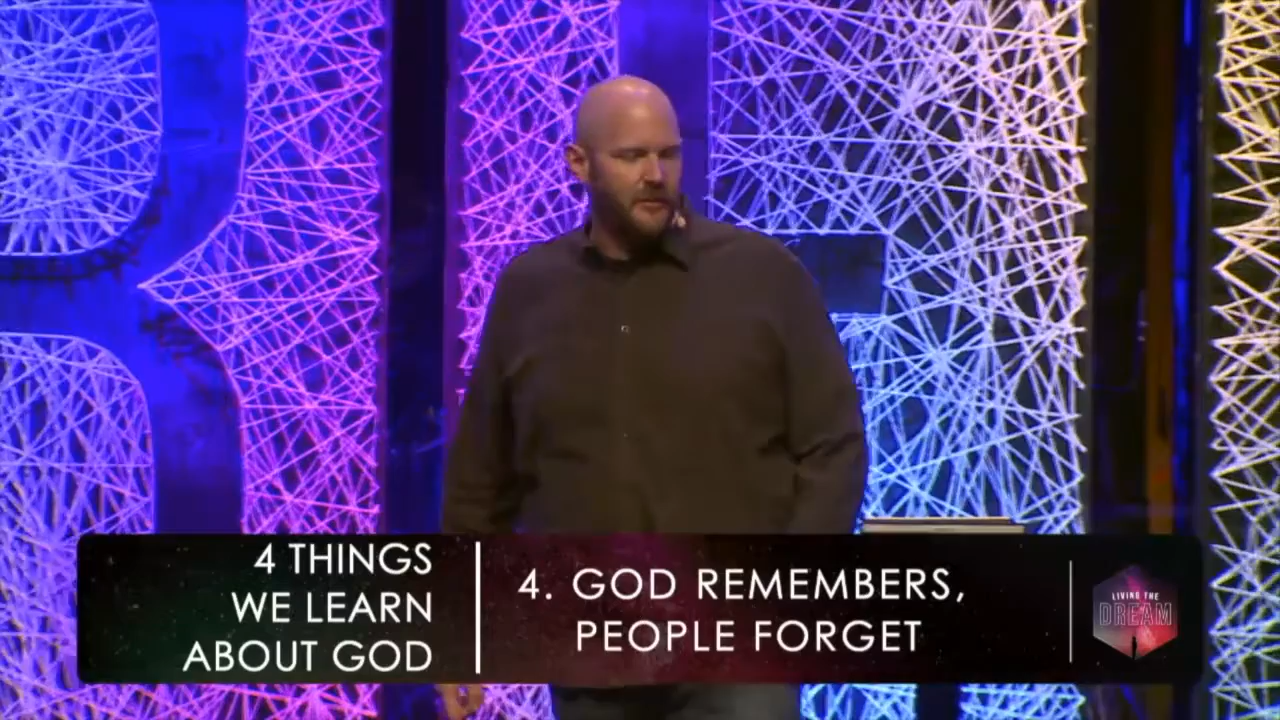 4 THINGS
WE LEARN
ABOUT GOD
4. GOD REMEMBERS,
PEOPLE FORGET
LIVING THE
DREAM